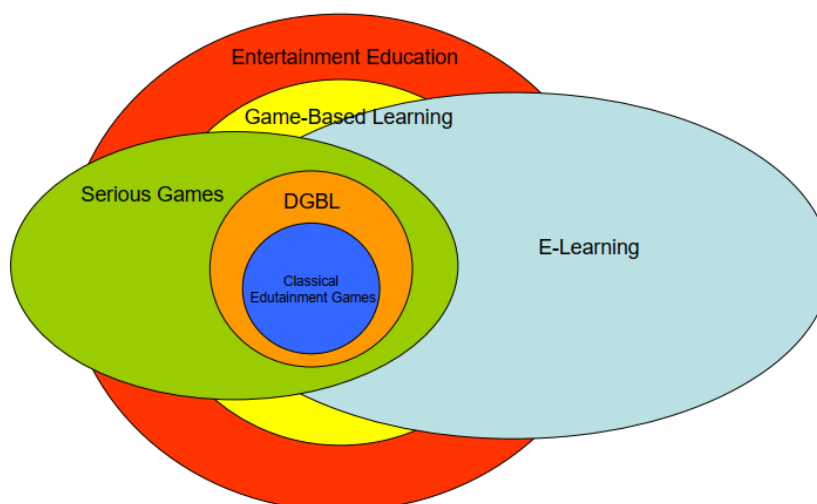 Entertainment Education
Game-Based Learning
Serious Games
DGBL
E-Learning
Classical
Edutainment Games